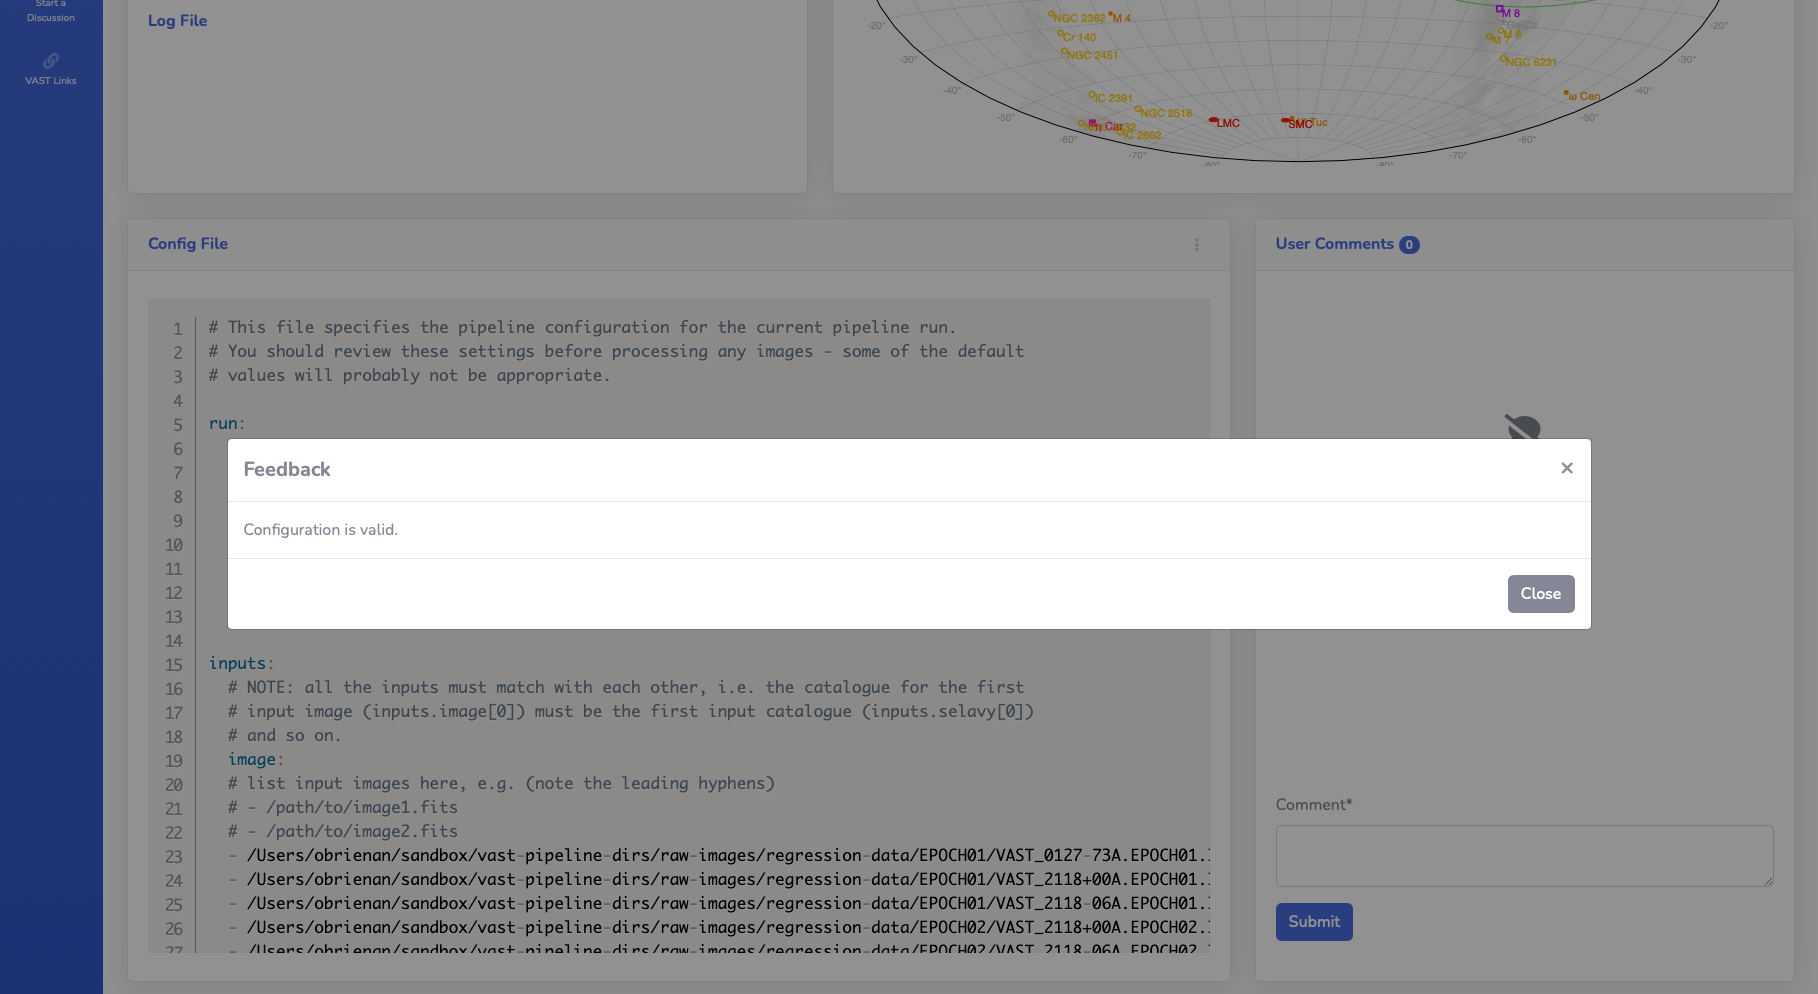 Start a
Discussion
VAST Links
Log File
NGC 2362
M 4
Cr 140
NGC 2451
IC 2391
NGC 2516
Car
IC 2602
LMC
SMC
Tuc
M 8
M 6
M 7
NGC 6231
ω Cen
-20°
-30°
-40°
-50°
-60°
-70°
-80°
-80°
-70°
-60°
-50°
-40°
-30°
-20°
Config File
User Comments 0
1 # This file specifies the pipeline configuration for the current pipeline run.
2 # You should review these settings before processing any images - some of the default
3 # values will probably not be appropriate.
4
5 run:
6
7
8
9
10
11
12
13
14
Feedback ×
Configuration is valid.
Close
15 inputs:
16 # NOTE: all the inputs must match with each other, i.e. the catalogue for the first
17 # input image (inputs.image[0]) must be the first input catalogue (inputs.selavy[0])
18 # and so on.
19 image:
20 # list input images here, e.g. (note the leading hyphens)
21 # - /path/to/image1.fits
22 # - /path/to/image2.fits
23 - /Users/obrienan/sandbox/vast-pipeline-dirs/raw-images/regression-data/EPOCH01/VAST_0127-73A.EPOCH01.
24 - /Users/obrienan/sandbox/vast-pipeline-dirs/raw-images/regression-data/EPOCH01/VAST_2118+00A.EPOCH01.
25 - /Users/obrienan/sandbox/vast-pipeline-dirs/raw-images/regression-data/EPOCH01/VAST_2118-06A.EPOCH01.
26 - /Users/obrienan/sandbox/vast-pipeline-dirs/raw-images/regression-data/EPOCH02/VAST_2118+00A.EPOCH02.
27 - /Users/obrienan/sandbox/vast-pipeline-dirs/raw-images/regression-data/EPOCH02/VAST_2118-06A.EPOCH02.
Comment*
Submit